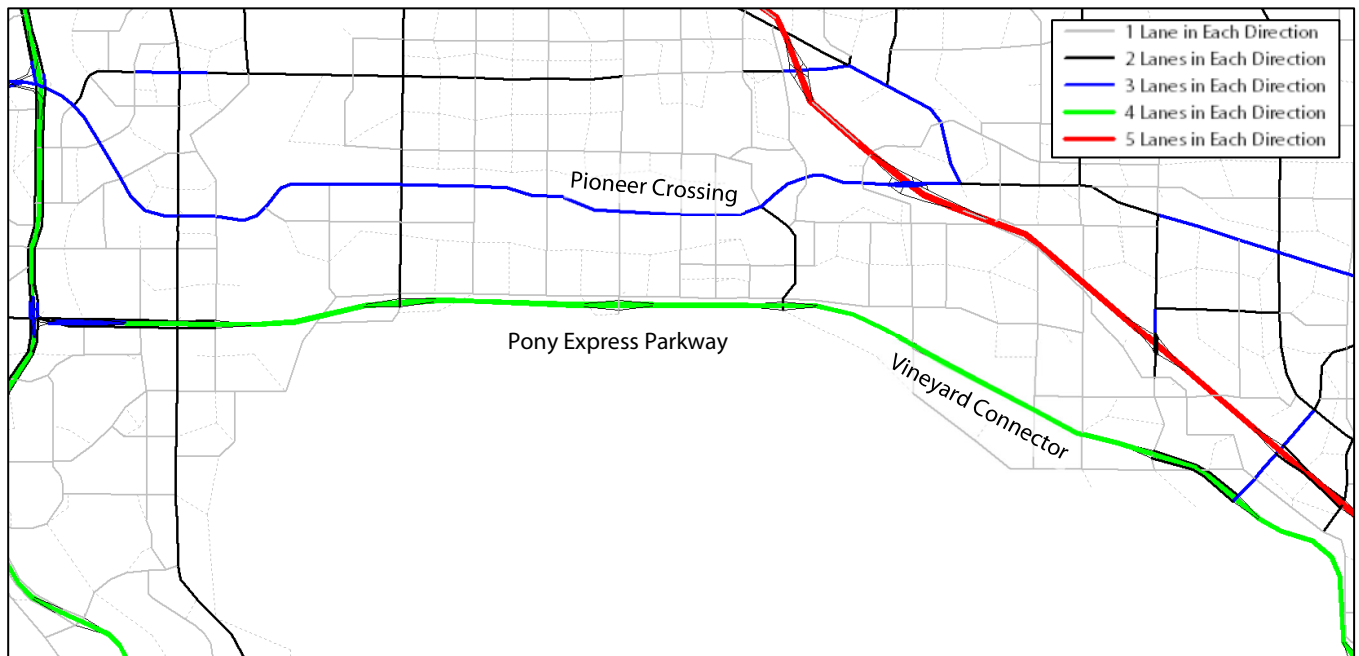 1 Lane in Each Direction
2 Lanes in Each Direction
3 Lanes in Each Direction
4 Lanes in Each Direction
5 Lanes in Each Direction
Pioneer Crossing
Pony Express Parkway
Vineyard Connector